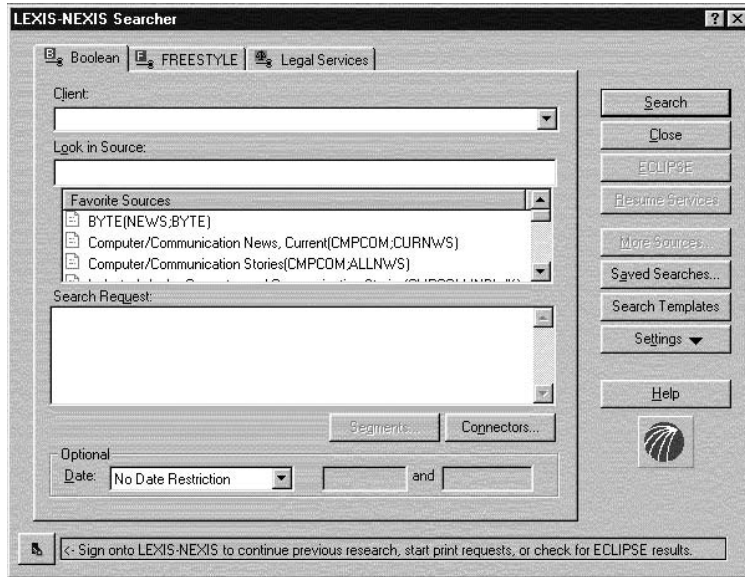 LEXIS-NEXIS Searcher
Boolean
FREESTYLE
Legal Services
Client:
Look in Source:
Favorite Sources
BYTE(NEWS;BYTE)
Computer/Communication News, Current(CMPCOM;CURNWS)
Computer/Communication Stories(CMPCOM;ALLNWS)
Search Request:
Segments...
Connectors...
Optional
Date:
No Date Restriction
and
Search
Close
ECLIPSE
Resume Services
More Sources...
Saved Searches...
Search Templates
Settings
Help
<- Sign onto LEXIS-NEXIS to continue previous research, start print requests, or check for ECLIPSE results.